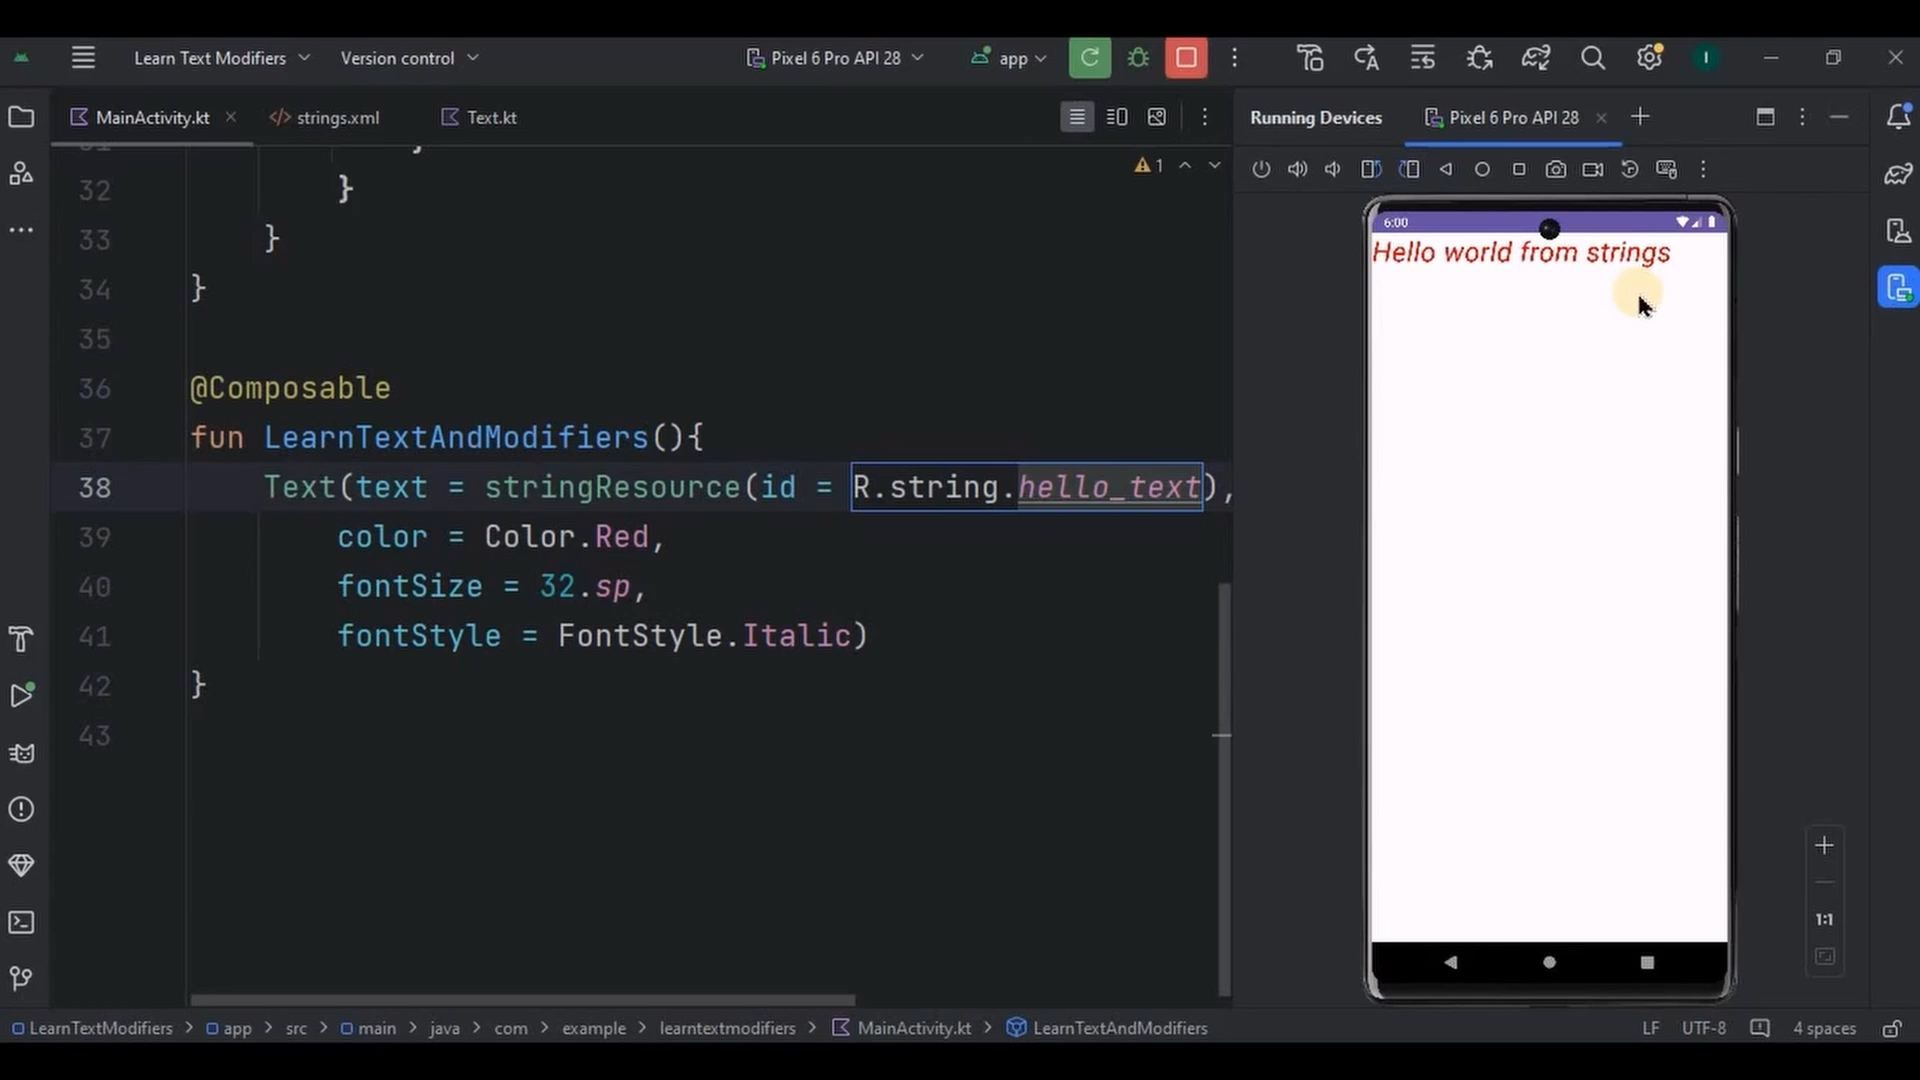 Learn Text Modifiers
Version control
Pixel 6 Pro API 28
app
I
MainActivity.kt
strings.xml
Text.kt
Running Devices
Pixel 6 Pro API 28
1
32 }
33 }
34 }
35
36 @Composable
37 fun LearnTextAndModifiers(){
38 Text(text = stringResource(id = R.string.hello_text),
39 color = Color.Red,
40 fontSize = 32.sp,
41 fontStyle = FontStyle.Italic)
42 }
43
6:00
Hello world from strings
1:1
LearnTextModifiers > app > src > main > java > com > example > learntextmodifiers > MainActivity.kt > LearnTextAndModifiers
LF UTF-8 4 spaces